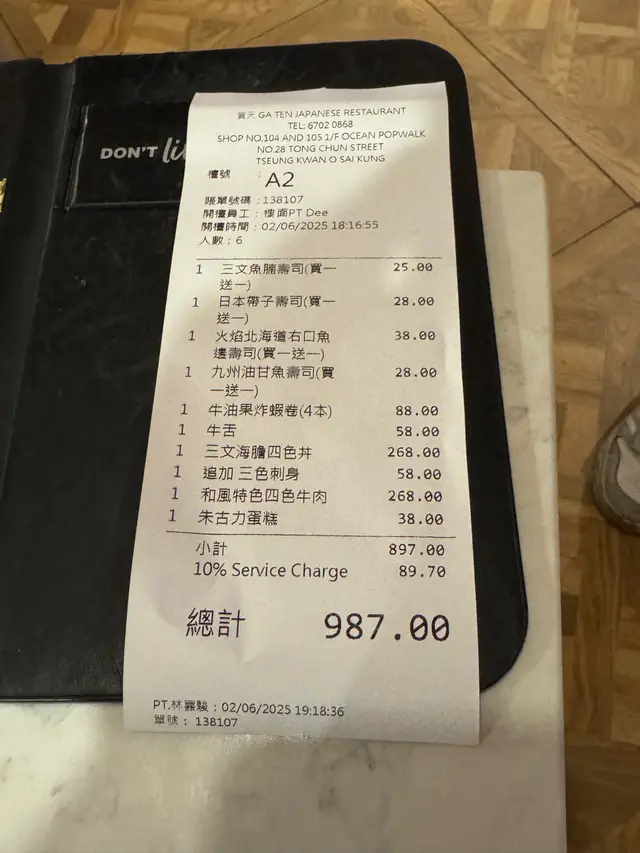 DON'T
賀天 GA TEN JAPANESE RESTAURANT
TEL: 6702 0868
SHOP NO.104 AND 105 1/F OCEAN POPWALK
NO.28 TONG CHUN STREET
TSEUNG KWAN O SAI KUNG
檯號 : A2
賬單號碼 : 138107
開檯員工 : 樓面PT Dee
開檯時間 : 02/06/2025 18:16:55
人數 : 6
1 三文魚腩壽司(買一 25.00
送一)
1 日本帶子壽司(買一 28.00
送一)
1 火焰北海道右口魚 38.00
邊壽司(買一送一)
1 九州油甘魚壽司(買 28.00
一送一)
1 牛油果炸蝦卷(4本) 88.00
1 牛舌 58.00
1 三文海膽四色丼 268.00
1 追加 三色刺身 58.00
1 和風特色四色牛肉 268.00
1 朱古力蛋糕 38.00
小計 897.00
10% Service Charge 89.70
總計 987.00
PT.林靄駿 : 02/06/2025 19:18:36
單號 : 138107